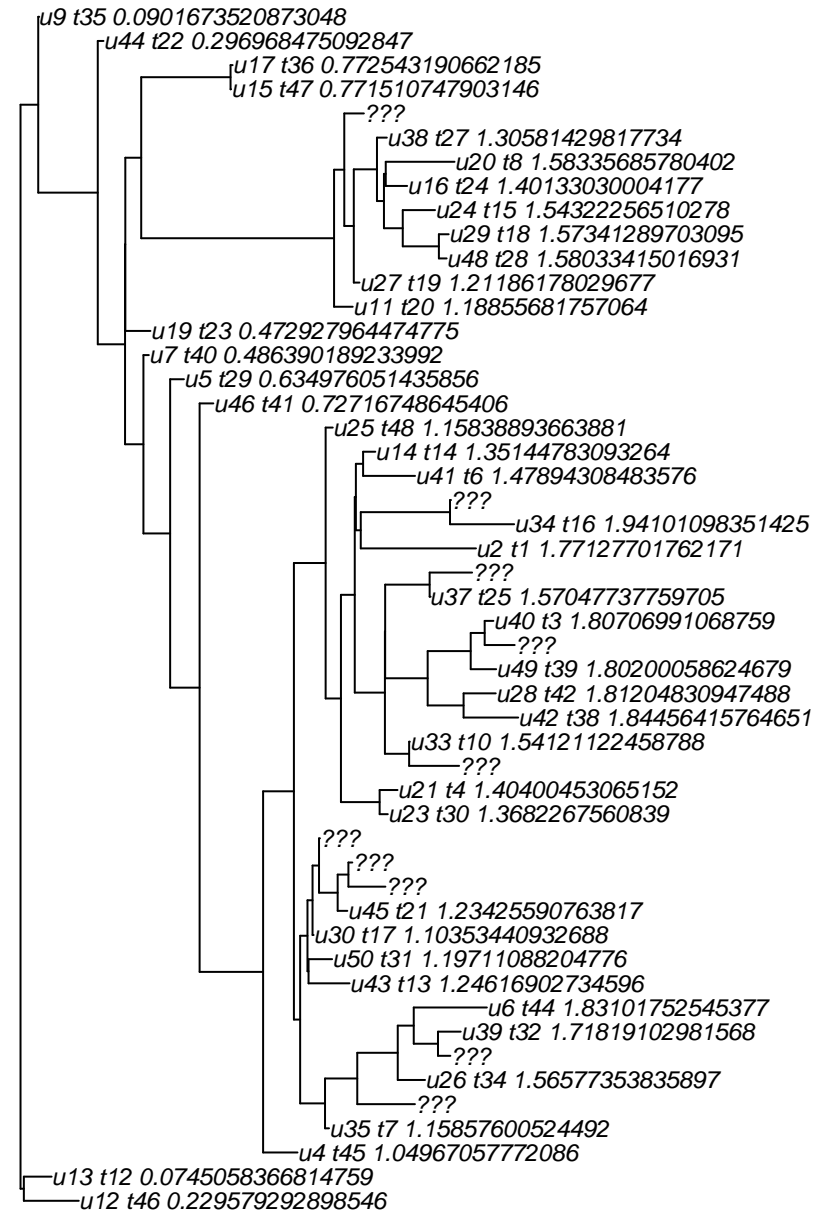 u9 t35 0.0901673520873048
u44 t22 0.296968475092847
u17 t36 0.772543190662185
u15 t47 0.771510747903146
???
u38 t27 1.30581429817734
u20 t8 1.58335685780402
u16 t24 1.40133030004177
u24 t15 1.54322256510278
u29 t18 1.57341289703095
u48 t28 1.58033415016931
u27 t19 1.21186178029677
u11 t20 1.18855681757064
u19 t23 0.472927964474775
u7 t40 0.486390189233992
u5 t29 0.634976051435856
u46 t41 0.72716748645406
u25 t48 1.15838893663881
u14 t14 1.35144783093264
u41 t6 1.47894308483576
???
u34 t16 1.94101098351425
u2 t1 1.77127701762171
???
u37 t25 1.57047737759705
u40 t3 1.80706991068759
???
u49 t39 1.80200058624679
u28 t42 1.81204830947488
u42 t38 1.84456415764651
u33 t10 1.54121122458788
???
u21 t4 1.40400453065152
u23 t30 1.3682267560839
???
???
???
u45 t21 1.23425590763817
u30 t17 1.10353440932688
u50 t31 1.19711088204776
u43 t13 1.24616902734596
u6 t44 1.83101752545377
u39 t32 1.71819102981568
???
u26 t34 1.56577353835897
???
u35 t7 1.15857600524492
u4 t45 1.04967057772086
u13 t12 0.0745058366814759
u12 t46 0.229579292898546